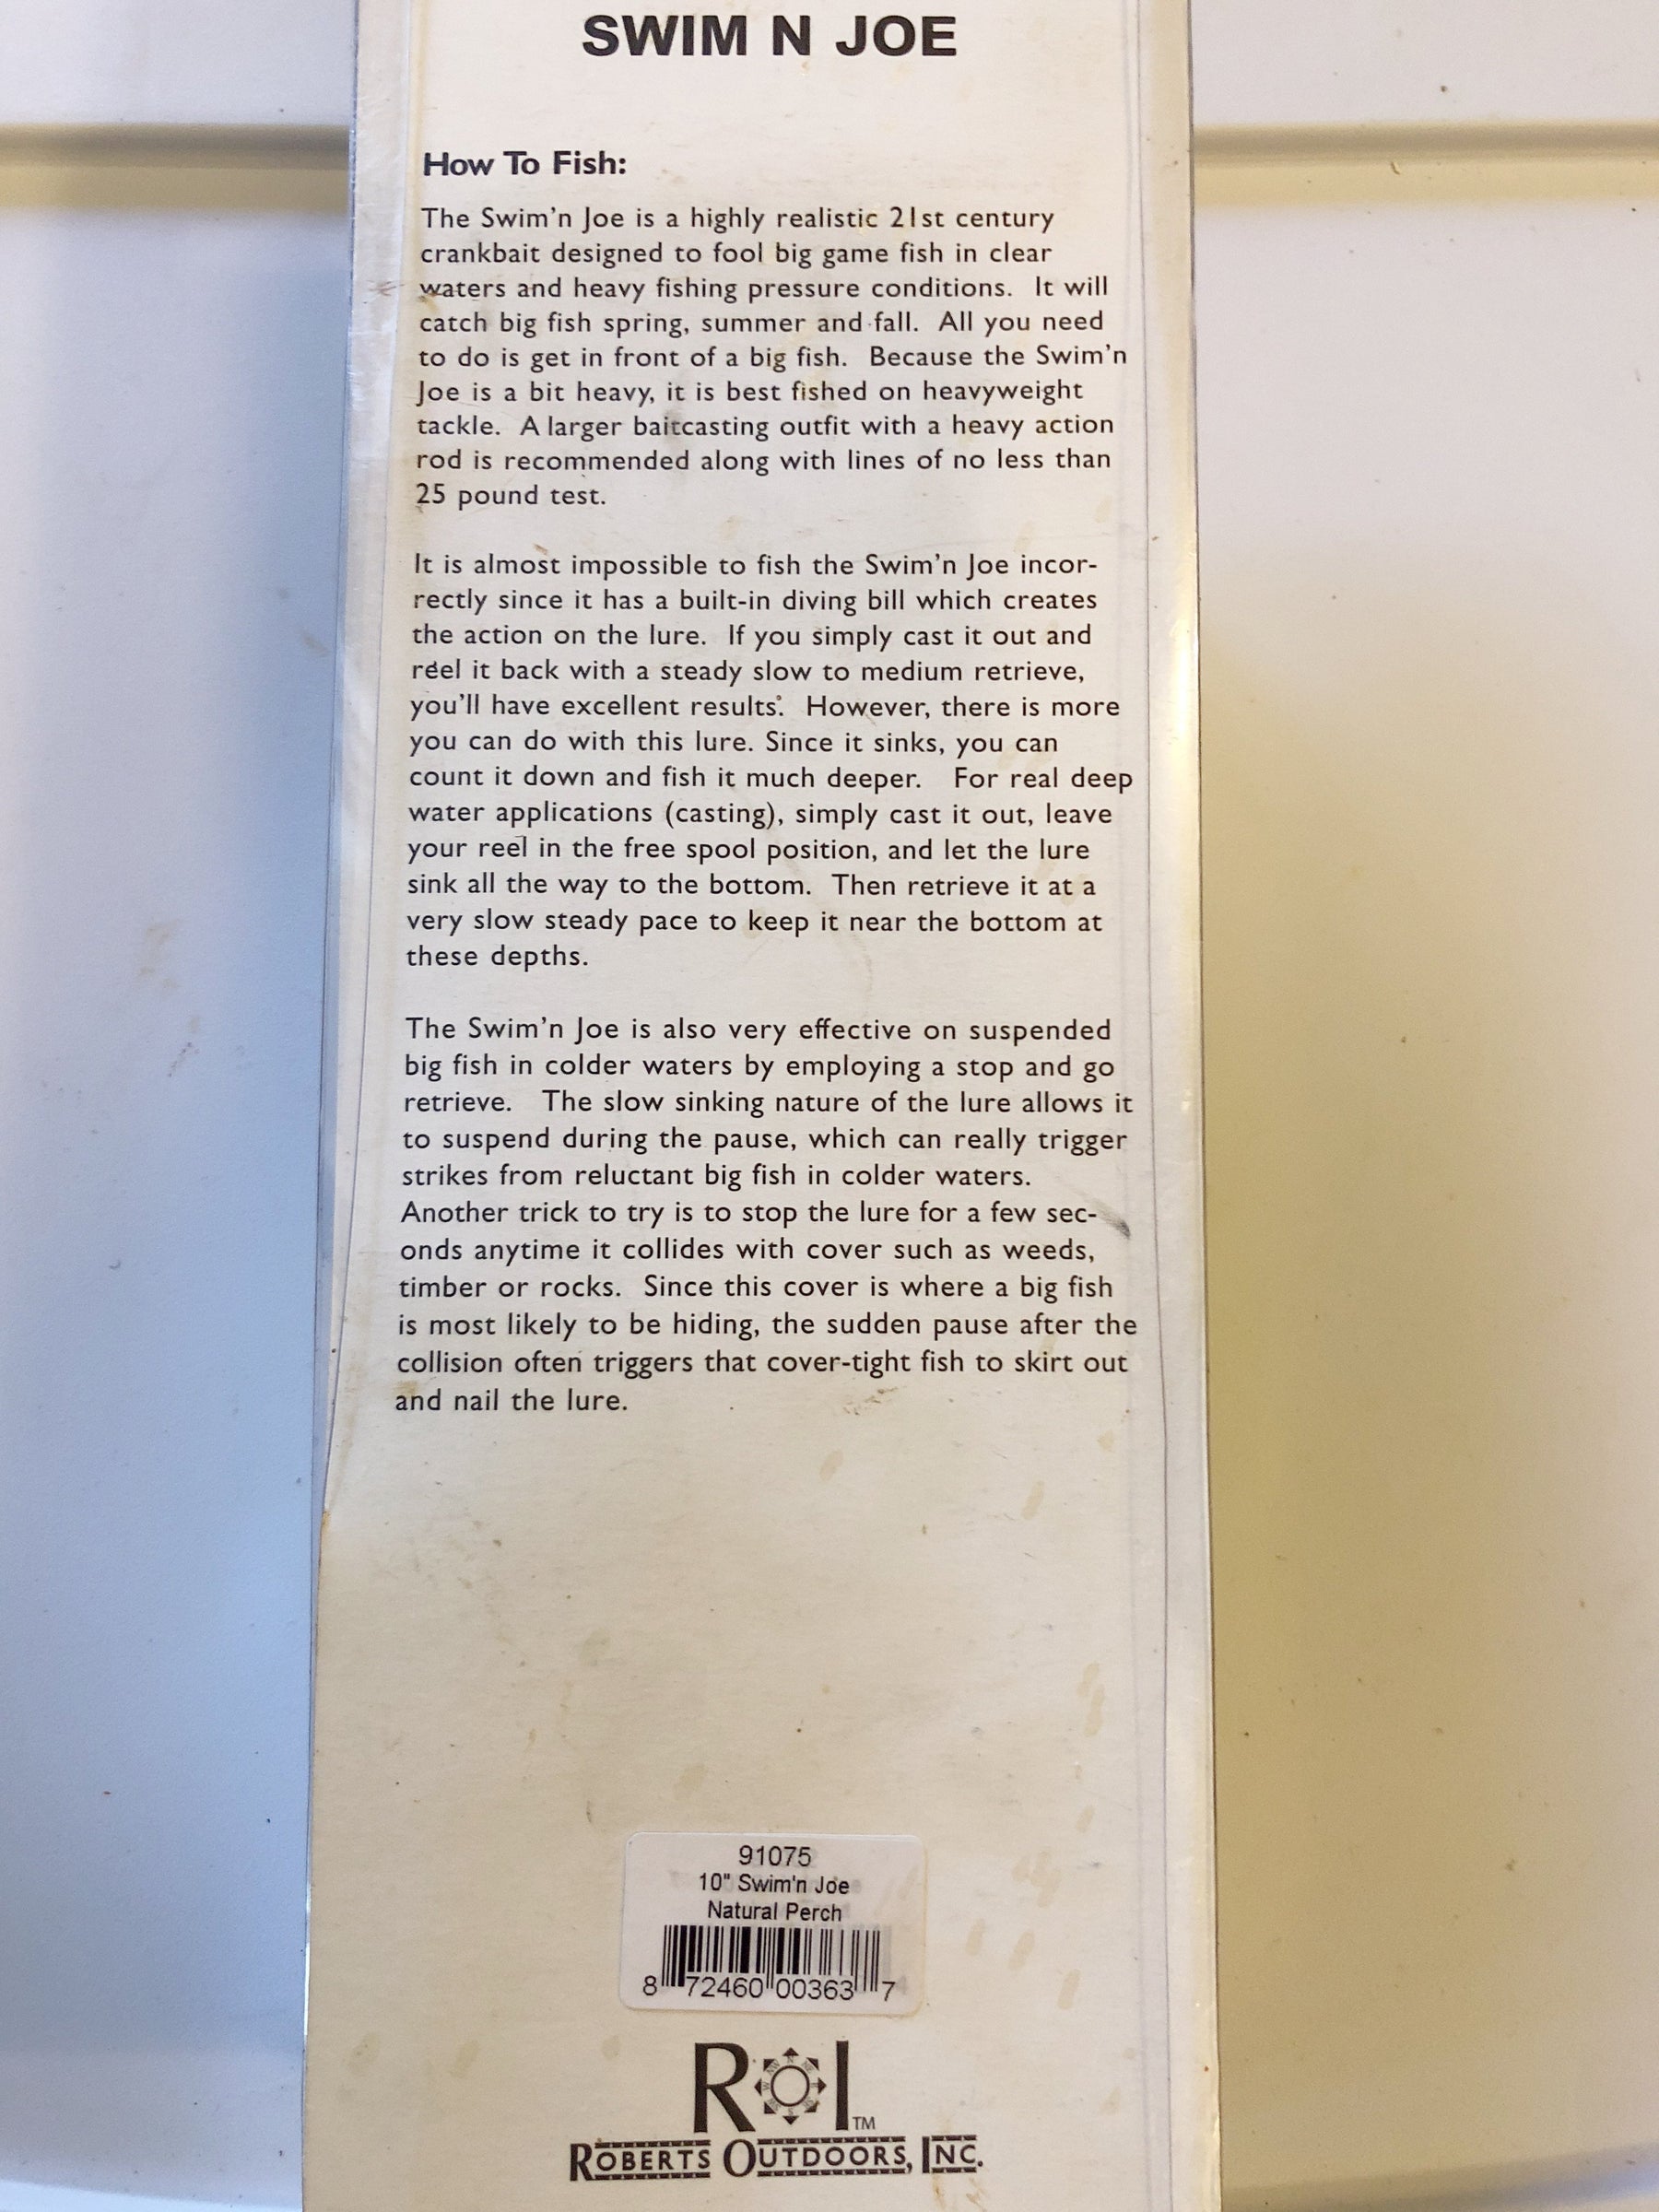 SWIM N JOE
How To Fish:
The Swim'n Joe is a highly realistic 21st century
crankbait designed to fool big game fish in clear
waters and heavy fishing pressure conditions.  It will
catch big fish spring, summer and fall.  All you need
to do is get in front of a big fish.  Because the Swim'n
Joe is a bit heavy, it is best fished on heavyweight
tackle.  A larger baitcasting outfit with a heavy action
rod is recommended along with lines of no less than
25 pound test.
It is almost impossible to fish the Swim'n Joe incor-
rectly since it has a built-in diving bill which creates
the action on the lure.  If you simply cast it out and
reel it back with a steady slow to medium retrieve,
you'll have excellent results.  However, there is more
you can do with this lure. Since it sinks, you can
count it down and fish it much deeper.   For real deep
water applications (casting), simply cast it out, leave
your reel in the free spool position, and let the lure
sink all the way to the bottom.  Then retrieve it at a
very slow steady pace to keep it near the bottom at
these depths.
The Swim'n Joe is also very effective on suspended
big fish in colder waters by employing a stop and go
retrieve.   The slow sinking nature of the lure allows it
to suspend during the pause, which can really trigger
strikes from reluctant big fish in colder waters.
Another trick to try is to stop the lure for a few sec-
onds anytime it collides with cover such as weeds,
timber or rocks.  Since this cover is where a big fish
is most likely to be hiding, the sudden pause after the
collision often triggers that cover-tight fish to skirt out
and nail the lure.
91075
10" Swim'n Joe
Natural Perch
8 72460 00363 7
ROI TM
ROBERTS OUTDOORS, INC.